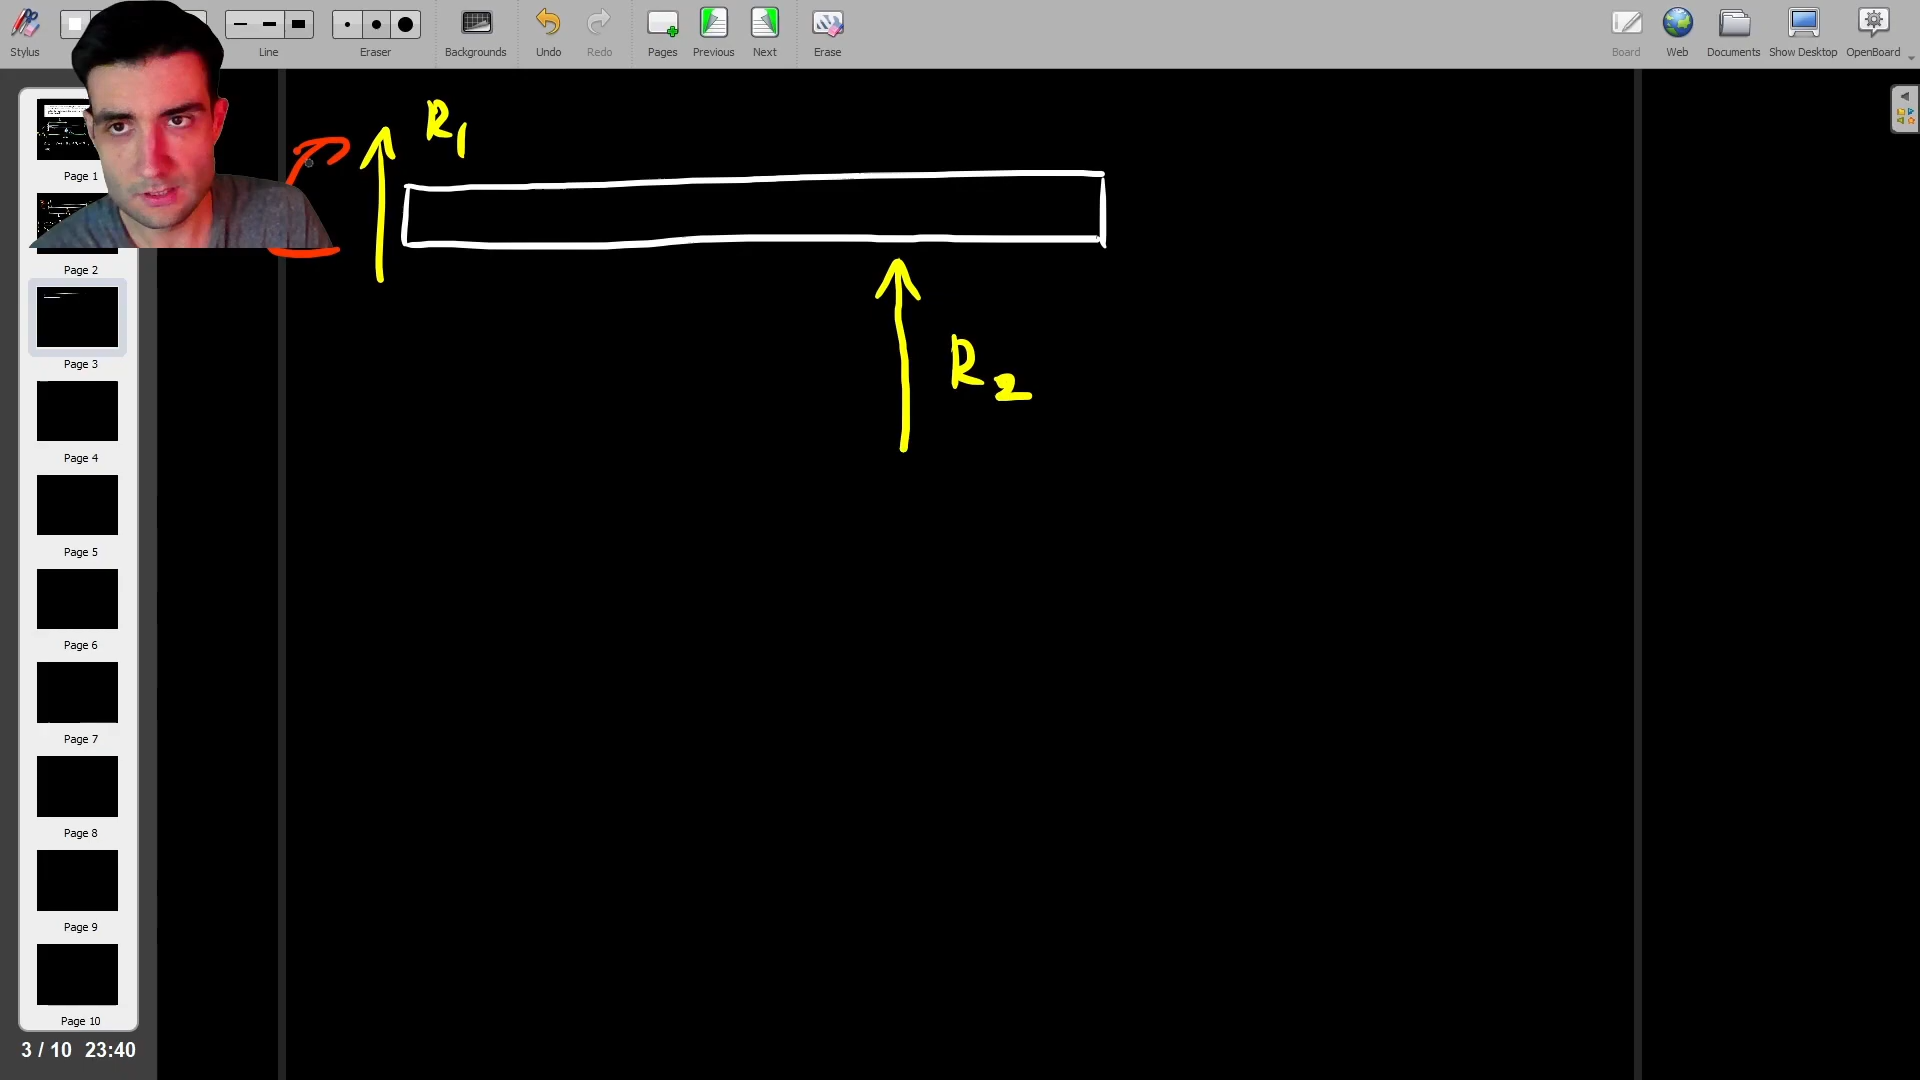 Stylus
Line
Eraser
Backgrounds
Undo
Redo
Pages
Previous
Next
Erase
Board
Web
Documents
Show Desktop
OpenBoard
R1
R2
Page 1
Page 2
Page 3
Page 4
Page 5
Page 6
Page 7
Page 8
Page 9
Page 10
3 / 10 23:40